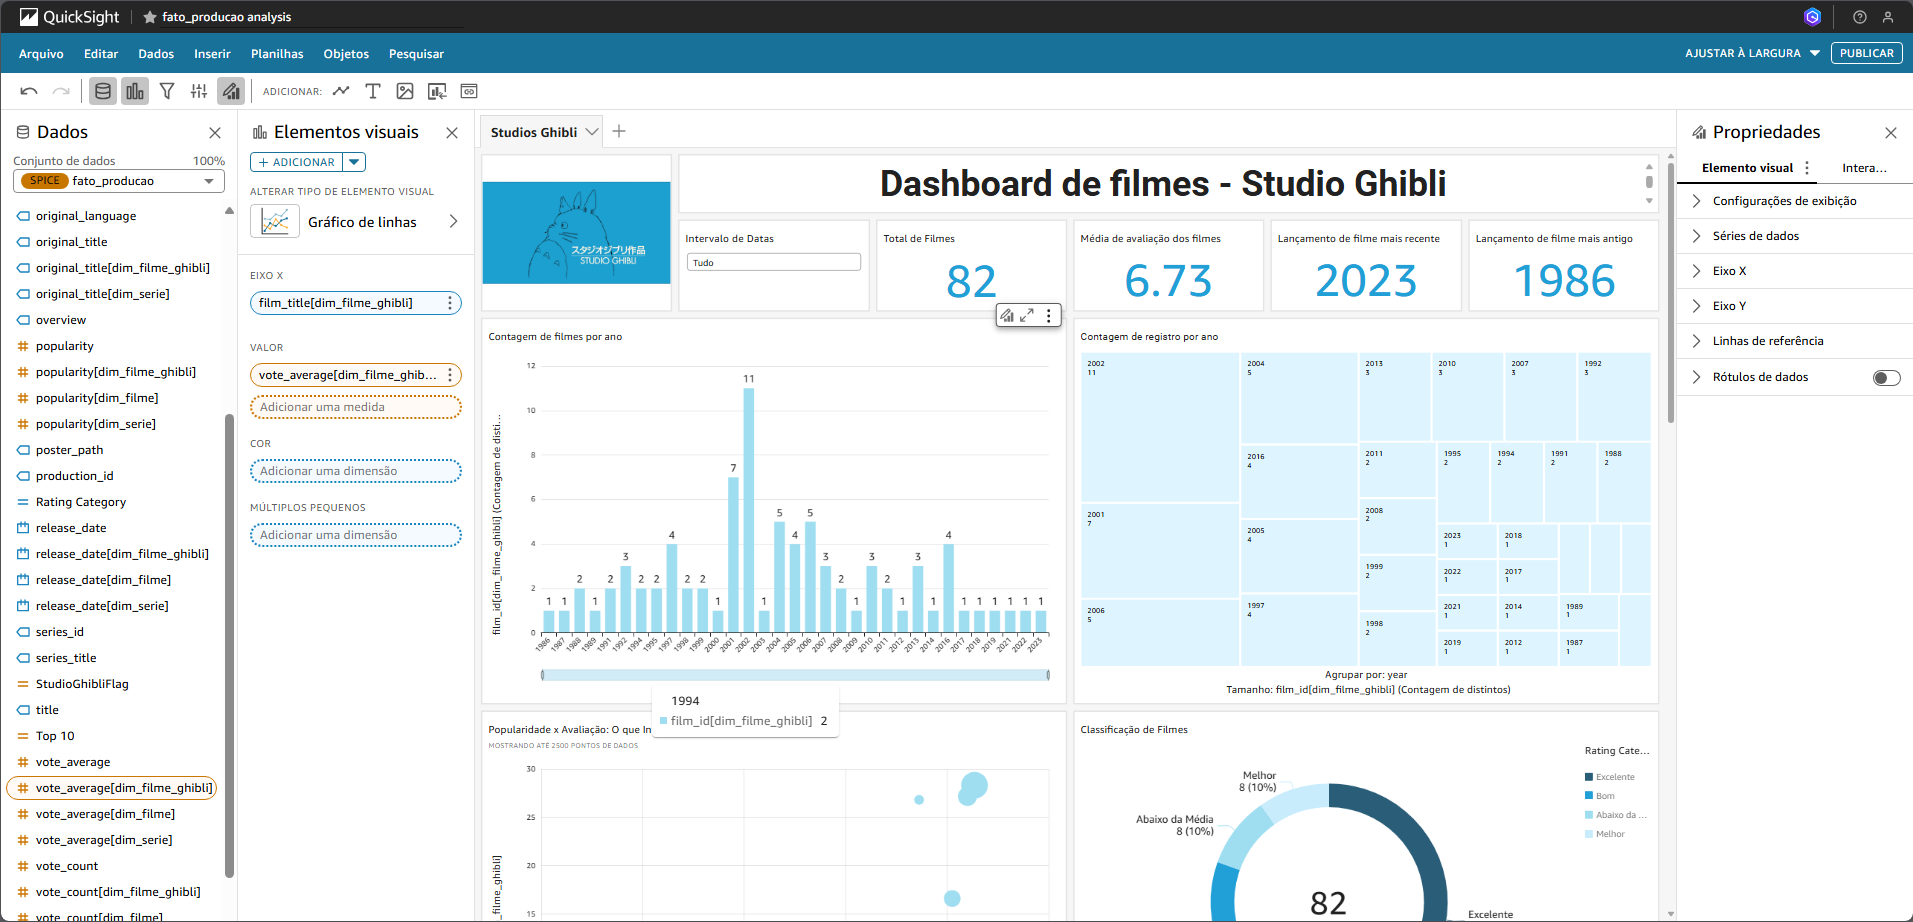 QuickSight
fato_producao analysis
Arquivo
Editar
Dados
Inserir
Planilhas
Objetos
Pesquisar
AJUSTAR À LARGURA
PUBLICAR
ADICIONAR:
Dados
Conjunto de dados
100%
SPICE
fato_producao
original_language
original_title
original_title[dim_filme_ghibli]
original_title[dim_serie]
overview
popularity
popularity[dim_filme_ghibli]
popularity[dim_filme]
popularity[dim_serie]
poster_path
production_id
Rating Category
release_date
release_date[dim_filme_ghibli]
release_date[dim_filme]
release_date[dim_serie]
series_id
series_title
StudioGhibliFlag
title
Top 10
vote_average
vote_average[dim_filme_ghibli]
vote_average[dim_filme]
vote_average[dim_serie]
vote_count
vote_count[dim_filme_ghibli]
vote_count[dim_filme]
Elementos visuais
ADICIONAR
ALTERAR TIPO DE ELEMENTO VISUAL
Gráfico de linhas
EIXO X
film_title[dim_filme_ghibli]
VALOR
vote_average[dim_filme_ghib...
Adicionar uma medida
COR
Adicionar uma dimensão
MÚLTIPLOS PEQUENOS
Adicionar uma dimensão
Studios Ghibli
スタジオジブリ作品
STUDIO GHIBLI
Dashboard de filmes - Studio Ghibli
Intervalo de Datas
Tudo
Total de Filmes
82
Média de avaliação dos filmes
6.73
Lançamento de filme mais recente
2023
Lançamento de filme mais antigo
1986
Contagem de filmes por ano
film_id[dim_filme_ghibli] (Contagem de disti...
12
10
8
6
4
2
0
1
1
2
1
2
3
2
2
4
2
2
1
7
11
1
5
4
5
3
2
1
3
2
1
3
1
4
1
1
1
1
1
1
1986
1987
1988
1989
1991
1992
1994
1995
1997
1998
1999
2000
2001
2002
2003
2004
2005
2006
2007
2008
2009
2010
2011
2012
2013
2014
2016
2017
2018
2019
2021
2022
2023
1994
film_id[dim_filme_ghibli] 2
Contagem de registro por ano
2002
11
2001
7
2006
5
2004
5
2016
4
2005
4
1997
4
2013
3
2010
3
2007
3
1992
3
2011
2
2008
2
1999
2
1998
2
1995
2
1994
2
1991
2
1988
2
2023
1
2018
1
2022
1
2017
1
2021
1
2014
1
1989
1
2019
1
2012
1
1987
1
Agrupar por: year
Tamanho: film_id[dim_filme_ghibli] (Contagem de distintos)
Popularidade x Avaliação: O que In
MOSTRANDO ATÉ 2500 PONTOS DE DADOS
30
25
20
15
_filme_ghibli]
Classificação de Filmes
Rating Cate...
Excelente
Bom
Abaixo da ...
Melhor
Melhor
8 (10%)
Abaixo da Média
8 (10%)
82
Excelente
Propriedades
Elemento visual
Intera...
Configurações de exibição
Séries de dados
Eixo X
Eixo Y
Linhas de referência
Rótulos de dados